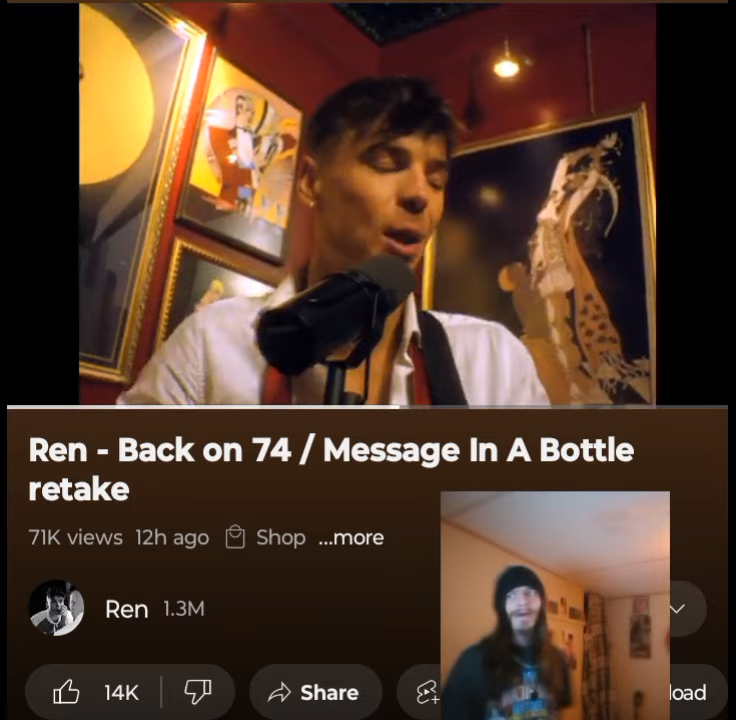 Ren - Back on 74 / Message In A Bottle
retake
71K views 12h ago Shop ...more
Ren 1.3M
14K Share load